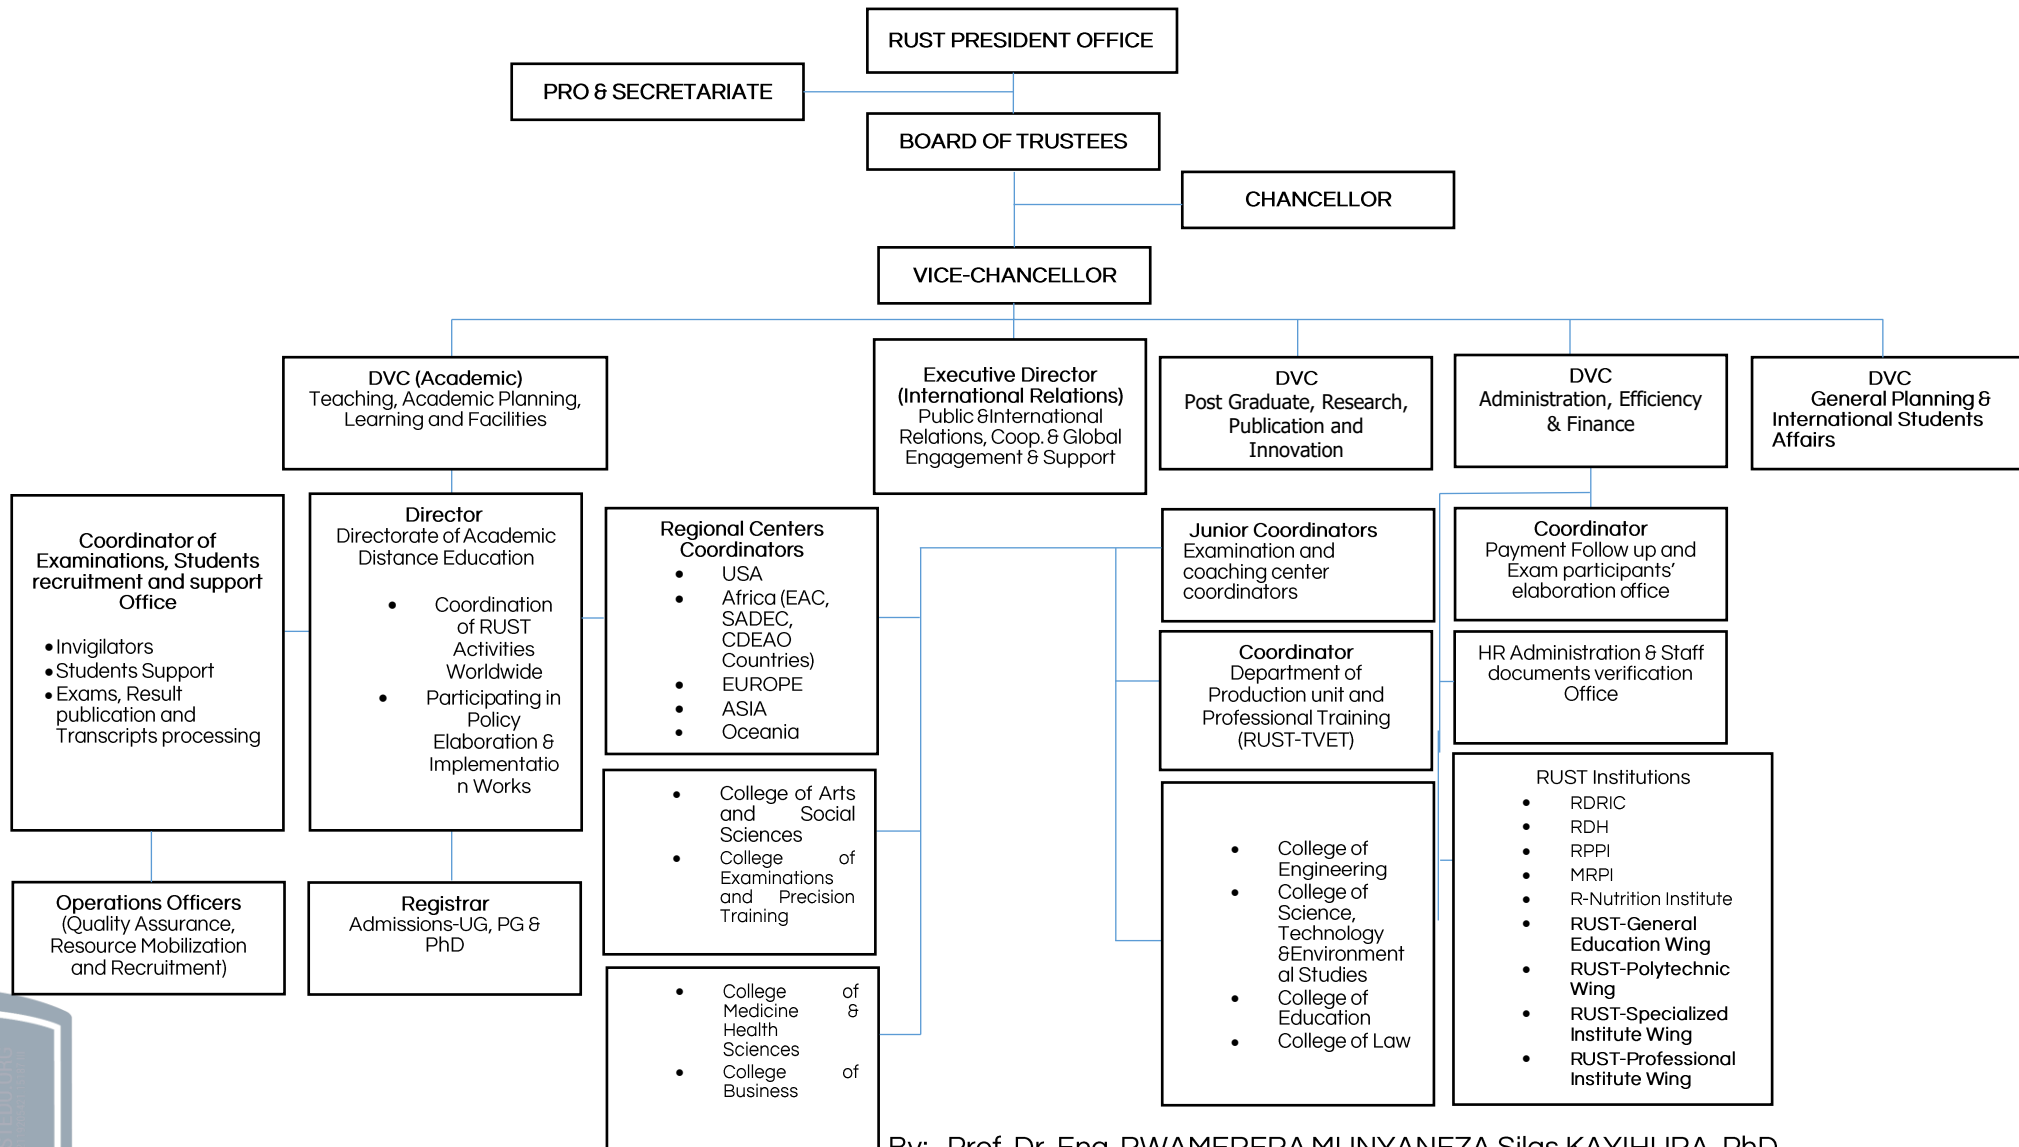 RUST PRESIDENT OFFICE
PRO & SECRETARIATE
BOARD OF TRUSTEES
CHANCELLOR
VICE-CHANCELLOR
DVC (Academic)
Teaching, Academic Planning,
Learning and Facilities
Executive Director
(International Relations)
Public &International
Relations, Coop. & Global
Engagement & Support
DVC
Post Graduate, Research,
Publication and
Innovation
DVC
Administration, Efficiency
& Finance
DVC
General Planning &
International Students
Affairs
Coordinator of
Examinations, Students
recruitment and support
Office
• Invigilators
• Students Support
• Exams, Result
publication and
Transcripts processing
Director
Directorate of Academic
Distance Education
• Coordination
of RUST
Activities
Worldwide
• Participating in
Policy
Elaboration &
Implementatio
n Works
Regional Centers
Coordinators
• USA
• Africa (EAC,
SADEC,
CDEAO
Countries)
• EUROPE
• ASIA
• Oceania
Junior Coordinators
Examination and
coaching center
coordinators
Coordinator
Payment Follow up and
Exam participants’
elaboration office
Coordinator
Department of
Production unit and
Professional Training
(RUST-TVET)
HR Administration & Staff
documents verification
Office
• College of Arts
and Social
Sciences
• College of
Examinations
and Precision
Training
• College of
Engineering
• College of
Science,
Technology
&Environment
al Studies
• College of
Education
• College of Law
RUST Institutions
• RDRIC
• RDH
• RPPI
• MRPI
• R-Nutrition Institute
• RUST-General
Education Wing
• RUST-Polytechnic
Wing
• RUST-Specialized
Institute Wing
• RUST-Professional
Institute Wing
Operations Officers
(Quality Assurance,
Resource Mobilization
and Recruitment)
Registrar
Admissions-UG, PG &
PhD
• College of
Medicine &
Health
Sciences
• College of
Business
By: Prof. Dr. Eng. RWAMERERA MUNYANEZA Silas KAYIHURA, PhD